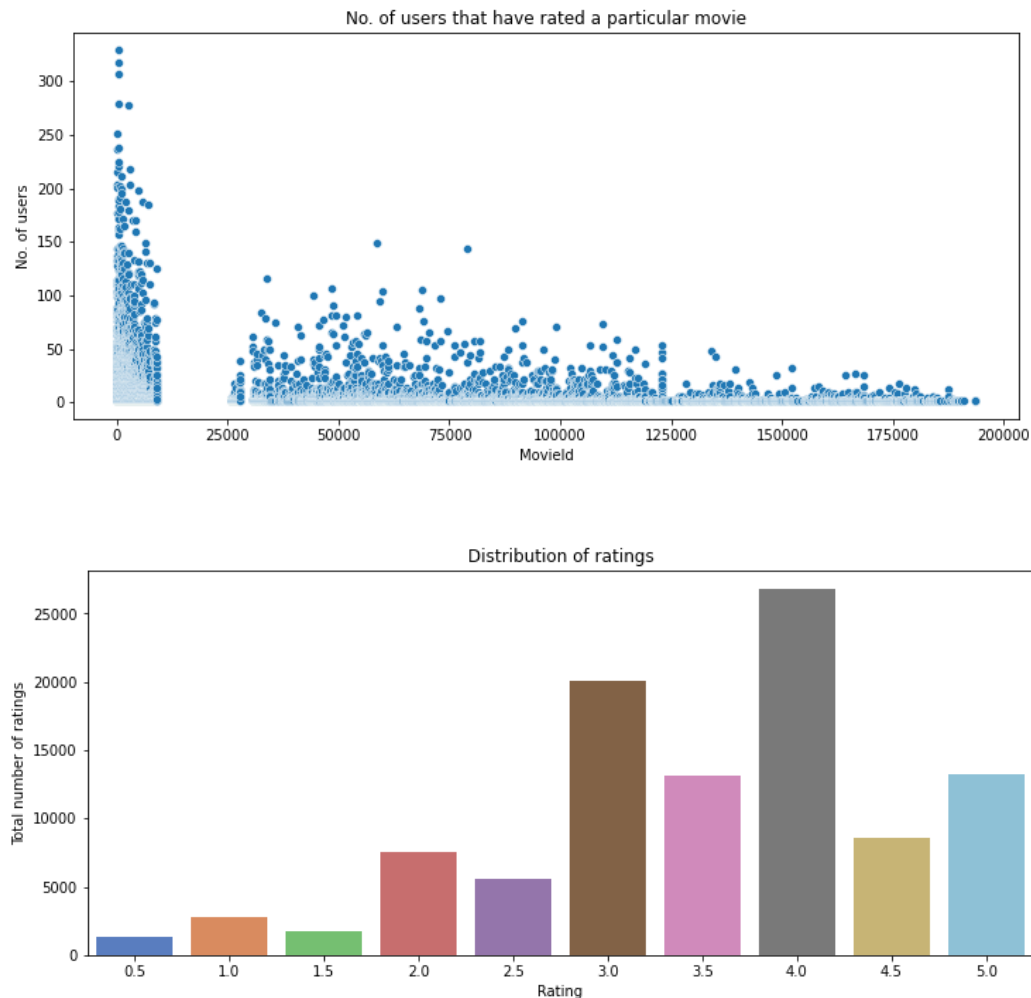 No. of users that have rated a particular movie
No. of users
300
250
200
150
100
50
0
0 25000 50000 75000 100000 125000 150000 175000 200000
MovieId
Distribution of ratings
Total number of ratings
25000
20000
15000
10000
5000
0
0.5 1.0 1.5 2.0 2.5 3.0 3.5 4.0 4.5 5.0
Rating